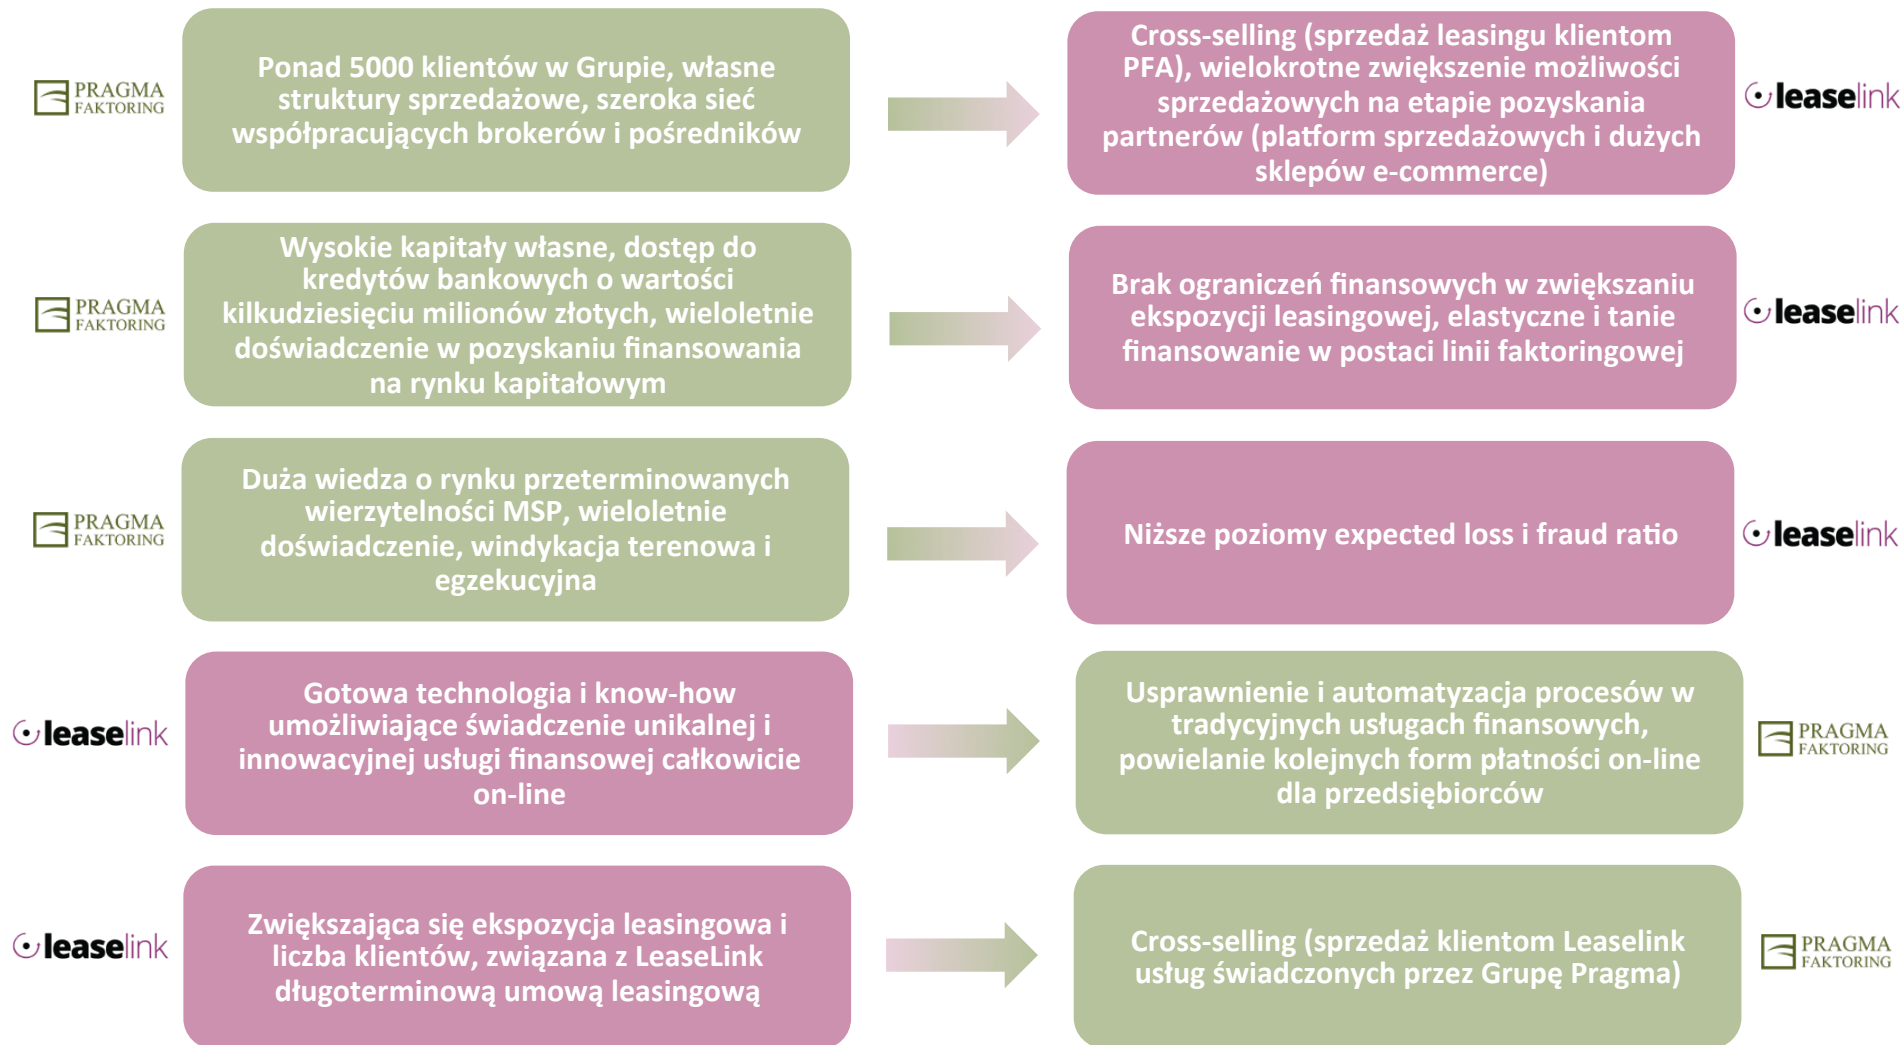 PRAGMA
FAKTORING
Ponad 5000 klientów w Grupie, własne
struktury sprzedażowe, szeroka sieć
współpracujących brokerów i pośredników
Cross-selling (sprzedaż leasingu klientom
PFA), wielokrotne zwiększenie możliwości
sprzedażowych na etapie pozyskania
partnerów (platform sprzedażowych i dużych
sklepów e-commerce)
leaselink
PRAGMA
FAKTORING
Wysokie kapitały własne, dostęp do
kredytów bankowych o wartości
kilkudziesięciu milionów złotych, wieloletnie
doświadczenie w pozyskaniu finansowania
na rynku kapitałowym
Brak ograniczeń finansowych w zwiększaniu
ekspozycji leasingowej, elastyczne i tanie
finansowanie w postaci linii faktoringowej
leaselink
PRAGMA
FAKTORING
Duża wiedza o rynku przeterminowanych
wierzytelności MSP, wieloletnie
doświadczenie, windykacja terenowa i
egzekucyjna
Niższe poziomy expected loss i fraud ratio
leaselink
leaselink
Gotowa technologia i know-how
umożliwiające świadczenie unikalnej i
innowacyjnej usługi finansowej całkowicie
on-line
Usprawnienie i automatyzacja procesów w
tradycyjnych usługach finansowych,
powielanie kolejnych form płatności on-line
dla przedsiębiorców
PRAGMA
FAKTORING
leaselink
Zwiększająca się ekspozycja leasingowa i
liczba klientów, związana z LeaseLink
długoterminową umową leasingową
Cross-selling (sprzedaż klientom Leaselink
usług świadczonych przez Grupę Pragma)
PRAGMA
FAKTORING